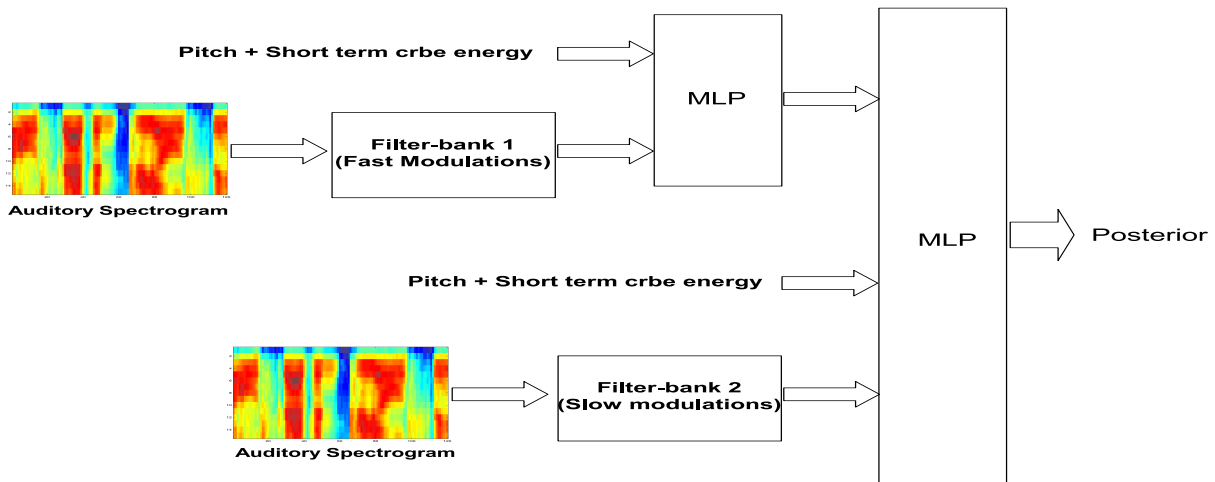 Pitch + Short term crbe energy
MLP
Filter-bank 1
(Fast Modulations)
Auditory Spectrogram
MLP
Posterior
Pitch + Short term crbe energy
Filter-bank 2
(Slow modulations)
Auditory Spectrogram